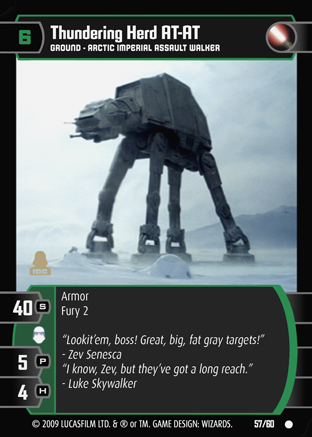 6
Thundering Herd AT-AT
GROUND - ARCTIC IMPERIAL ASSAULT WALKER
40 S
Armor
Fury 2
5 P
4 H
"Lookit'em, boss! Great, big, fat gray targets!"
- Zev Senesca
"I know, Zev, but they've got a long reach."
- Luke Skywalker
© 2009 LUCASFILM LTD. & ® or TM. GAME DESIGN: WIZARDS. 57/60